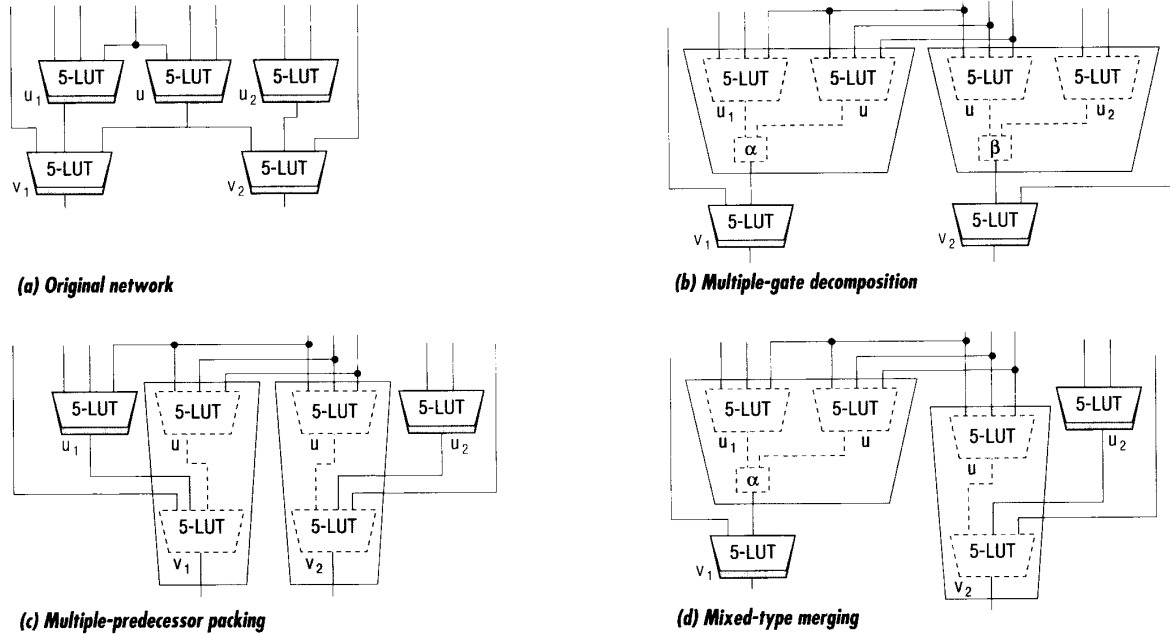 5-LUT 5-LUT 5-LUT
u1 u u2
5-LUT 5-LUT
v1 v2
(a) Original network
5-LUT 5-LUT 5-LUT 5-LUT
u1 u u u2
α β
5-LUT 5-LUT
v1 v2
(b) Multiple-gate decomposition
5-LUT 5-LUT 5-LUT 5-LUT
u1 u u u2
5-LUT 5-LUT
v1 v2
(c) Multiple-predecessor packing
5-LUT 5-LUT 5-LUT 5-LUT
u1 u u u2
α
5-LUT 5-LUT
v1 v2
(d) Mixed-type merging